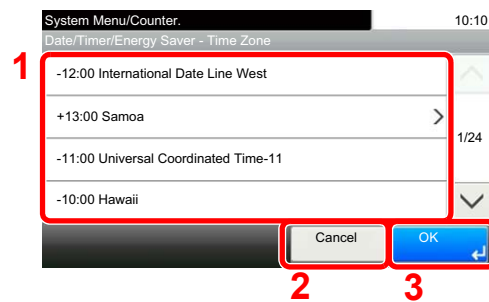 System Menu/Counter. 10:10
Date/Timer/Energy Saver - Time Zone
1
-12:00 International Date Line West
+13:00 Samoa
1/24
-11:00 Universal Coordinated Time-11
-10:00 Hawaii
Cancel OK
2 3